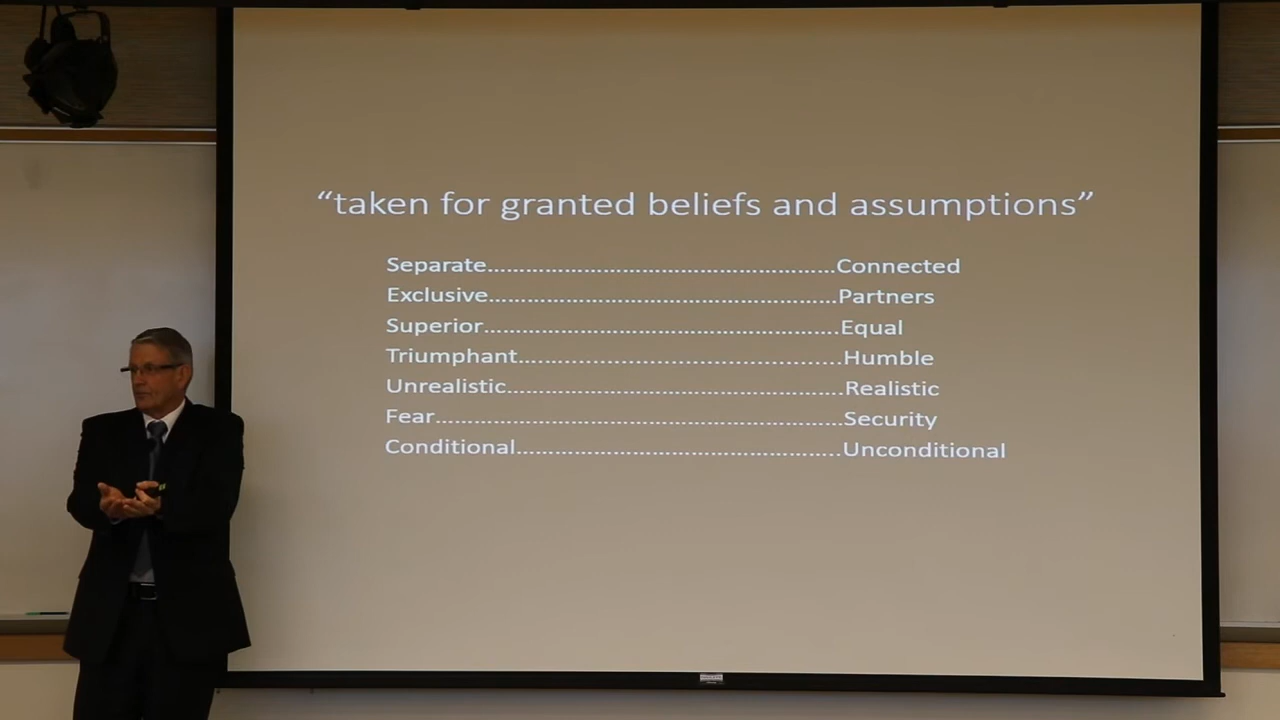 “taken for granted beliefs and assumptions”
Separate.......................................................Connected
Exclusive.......................................................Partners
Superior........................................................Equal
Triumphant...................................................Humble
Unrealistic.....................................................Realistic
Fear................................................................Security
Conditional...................................................Unconditional